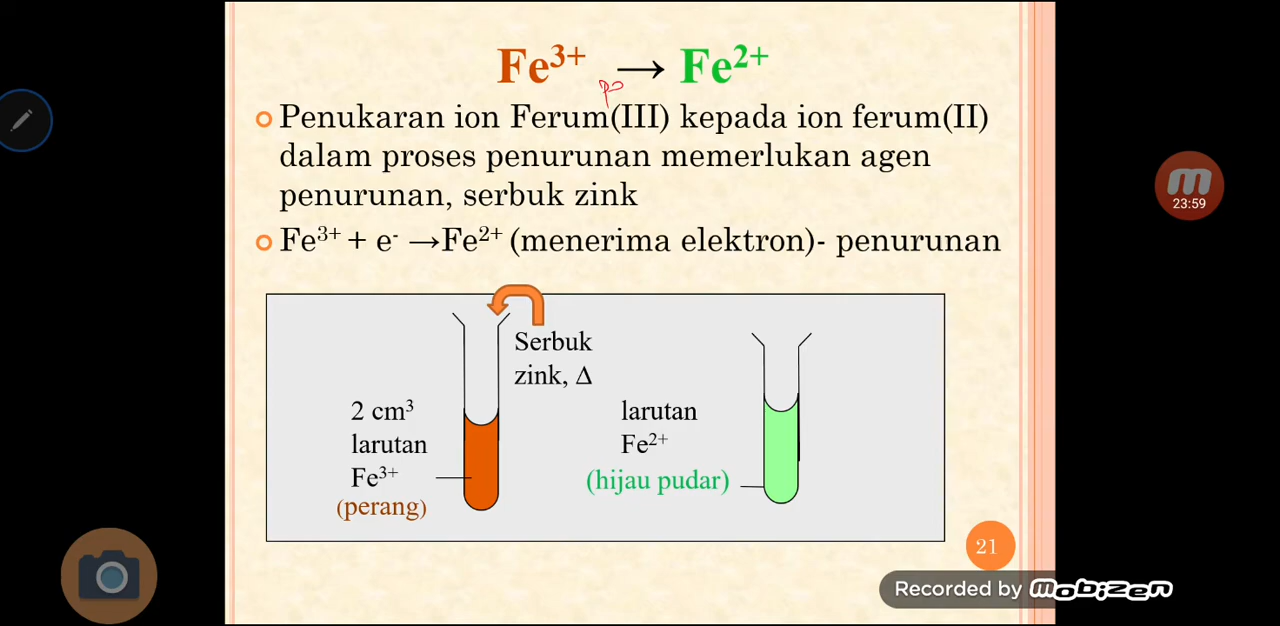 Fe³⁺ → Fe²⁺
Penukaran ion Ferum(III) kepada ion ferum(II)
dalam proses penurunan memerlukan agen
penurunan, serbuk zink
Fe³⁺ + e⁻ →Fe²⁺ (menerima elektron)- penurunan
Serbuk
zink, Δ
2 cm³
larutan
Fe³⁺
(perang)
larutan
Fe²⁺
(hijau pudar)
21
23:59
Recorded by mobizen